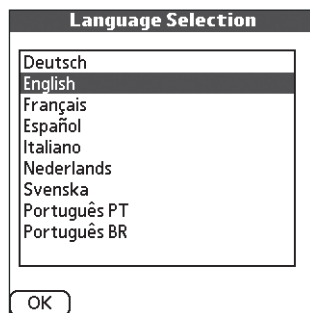 Language Selection
Deutsch
English
Français
Español
Italiano
Nederlands
Svenska
Português PT
Português BR
OK